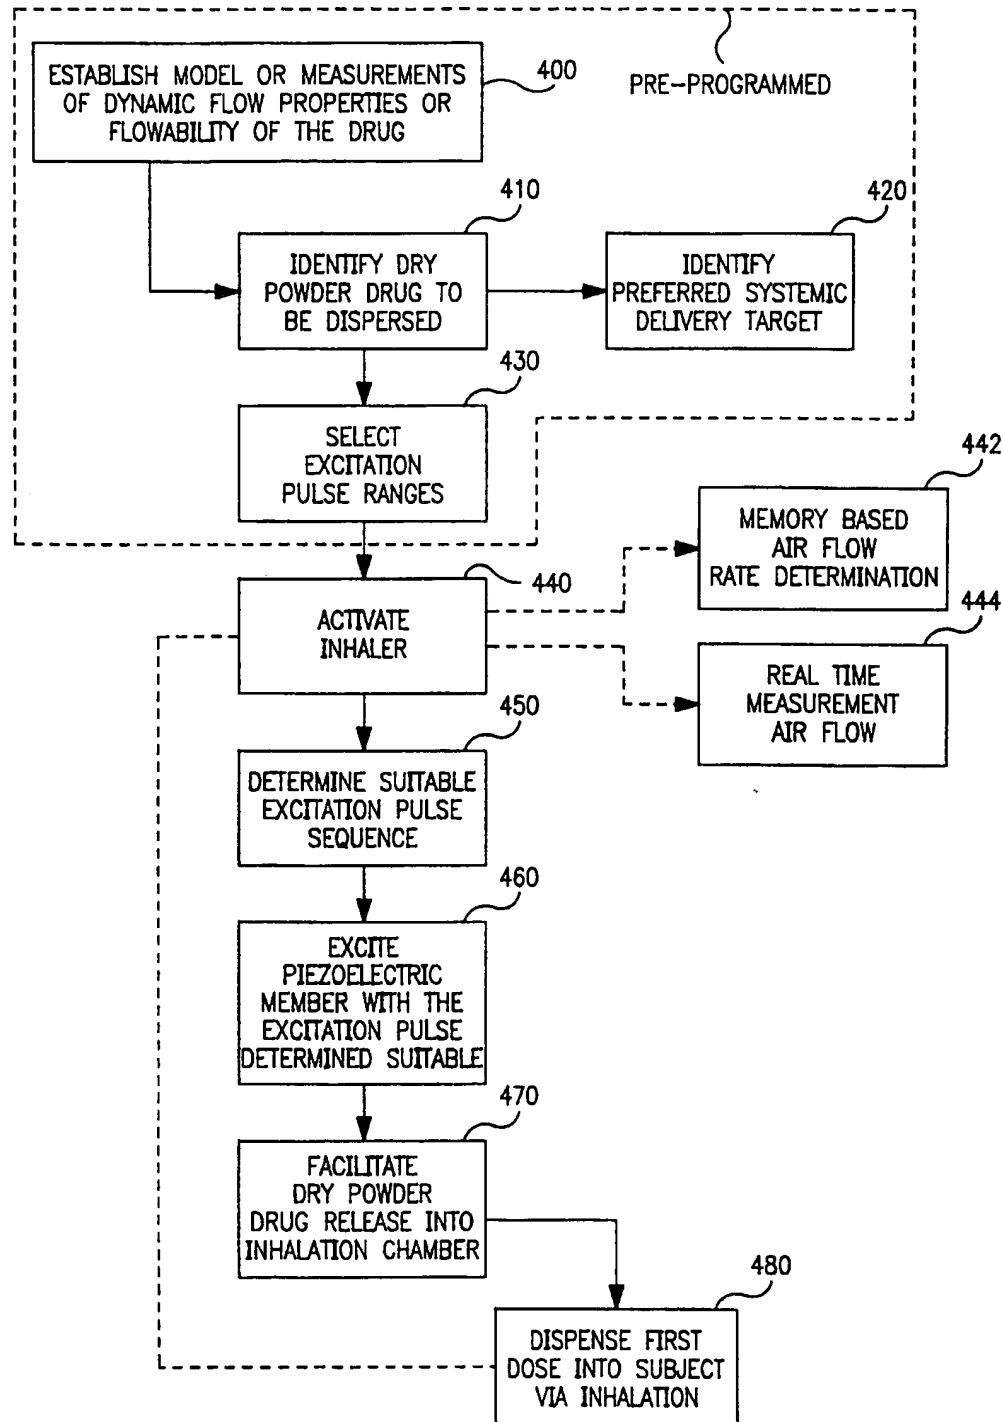 PRE-PROGRAMMED
ESTABLISH MODEL OR MEASUREMENTS
OF DYNAMIC FLOW PROPERTIES OR
FLOWABILITY OF THE DRUG
400
410
IDENTIFY DRY
POWDER DRUG TO
BE DISPERSED
420
IDENTIFY
PREFERRED SYSTEMIC
DELIVERY TARGET
430
SELECT
EXCITATION
PULSE RANGES
442
MEMORY BASED
AIR FLOW
RATE DETERMINATION
440
ACTIVATE
INHALER
444
REAL TIME
MEASUREMENT
AIR FLOW
450
DETERMINE SUITABLE
EXCITATION PULSE
SEQUENCE
460
EXCITE
PIEZOELECTRIC
MEMBER WITH THE
EXCITATION PULSE
DETERMINED SUITABLE
470
FACILITATE
DRY POWDER
DRUG RELEASE INTO
INHALATION CHAMBER
480
DISPENSE FIRST
DOSE INTO SUBJECT
VIA INHALATION